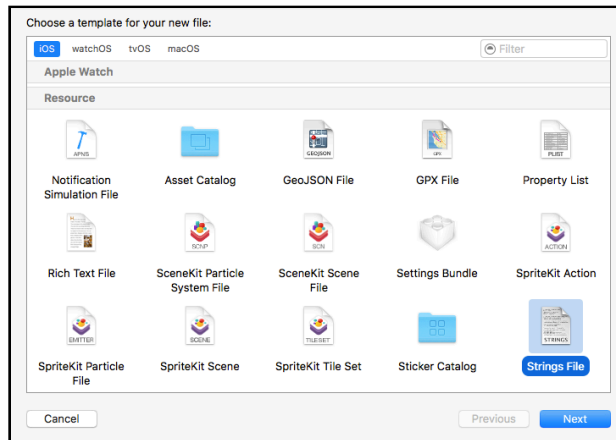 Choose a template for your new file:
iOS watchOS tvOS macOS Filter
Apple Watch
Resource
APNS GEOJSON GPX PLIST
Notification Simulation File Asset Catalog GeoJSON File GPX File Property List
SCNP SCN ACTION
Rich Text File SceneKit Particle System File SceneKit Scene File Settings Bundle SpriteKit Action
EMITTER SCENE TILESET STRINGS
SpriteKit Particle File SpriteKit Scene SpriteKit Tile Set Sticker Catalog Strings File
Cancel Previous Next